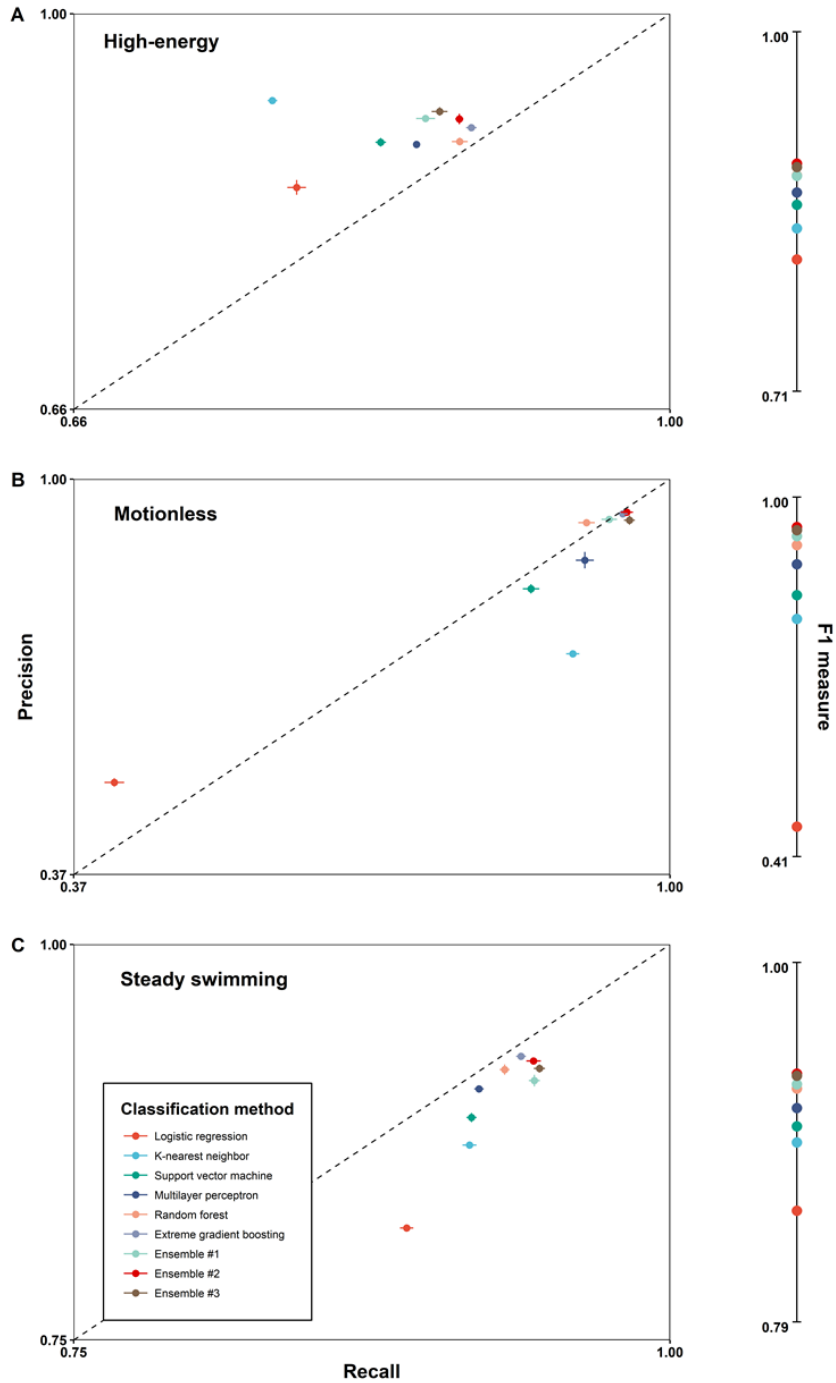 A
1.00
High-energy
0.66
0.66
1.00
1.00
0.71
B
1.00
Motionless
Precision
0.37
0.37
1.00
1.00
0.41
F1 measure
C
1.00
Steady swimming
Classification method
Logistic regression
K-nearest neighbor
Support vector machine
Multilayer perceptron
Random forest
Extreme gradient boosting
Ensemble #1
Ensemble #2
Ensemble #3
0.75
0.75
1.00
Recall
1.00
0.79